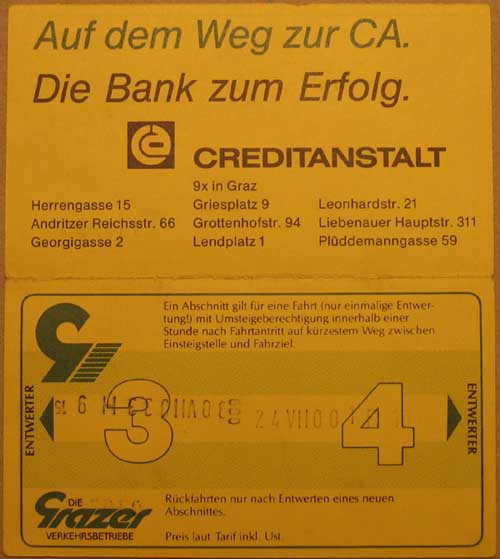 Auf dem Weg zur CA.
Die Bank zum Erfolg.
CREDITANSTALT
9x in Graz
Herrengasse 15 Griesplatz 9 Leonhardstr. 21
Andritzer Reichsstr. 66 Grottenhofstr. 94 Liebenauer Hauptstr. 311
Georgigasse 2 Lendplatz 1 Plüddemanngasse 59
Ein Abschnitt gilt für eine Fahrt (nur einmalige Entwer-
tung!) mit Umsteigeberechtigung innerhalb einer
Stunde nach Fahrtantritt auf kürzestem Weg zwischen
Einsteigstelle und Fahrziel.
ENTWERTER
3
4
ENTWERTER
24 VII 00
DIE
Grazer
VERKEHRSBETRIEBE
Rückfahrten nur nach Entwerten eines neuen
Abschnittes.
Preis laut Tarif inkl. Ust.